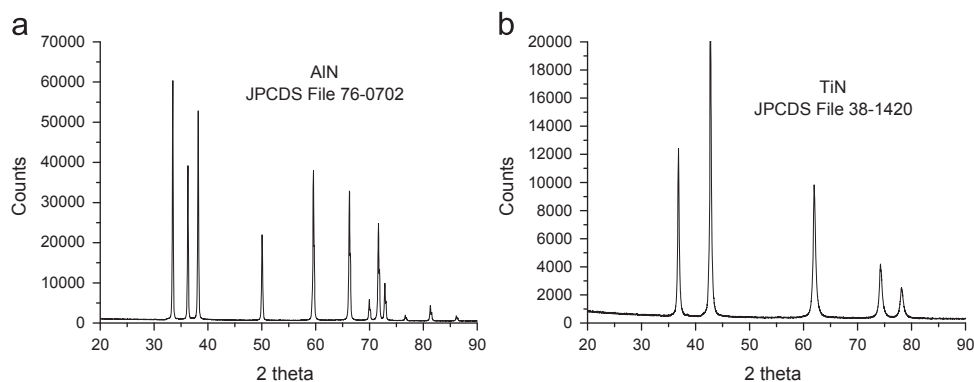 a
70000
60000
50000
40000
30000
20000
10000
0
Counts
AlN
JPCDS File 76-0702
20 30 40 50 60 70 80 90
2 theta
b
20000
18000
16000
14000
12000
10000
8000
6000
4000
2000
0
Counts
TiN
JPCDS File 38-1420
20 30 40 50 60 70 80 90
2 theta